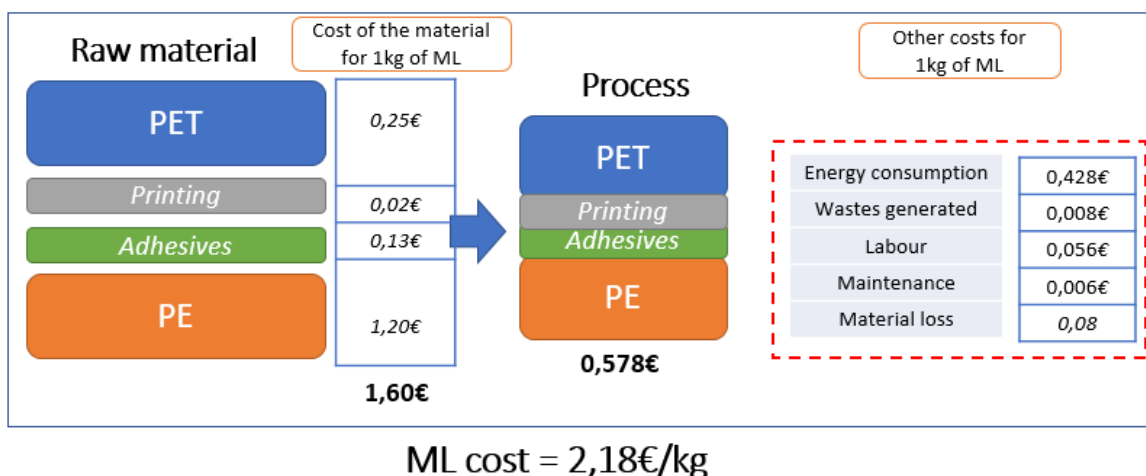 Raw material
Cost of the material
for 1kg of ML
PET
0,25€
Printing
0,02€
Adhesives
0,13€
PE
1,20€
1,60€
Process
PET
Printing
Adhesives
PE
0,578€
Other costs for
1kg of ML
Energy consumption 0,428€
Wastes generated 0,008€
Labour 0,056€
Maintenance 0,006€
Material loss 0,08
ML cost = 2,18€/kg